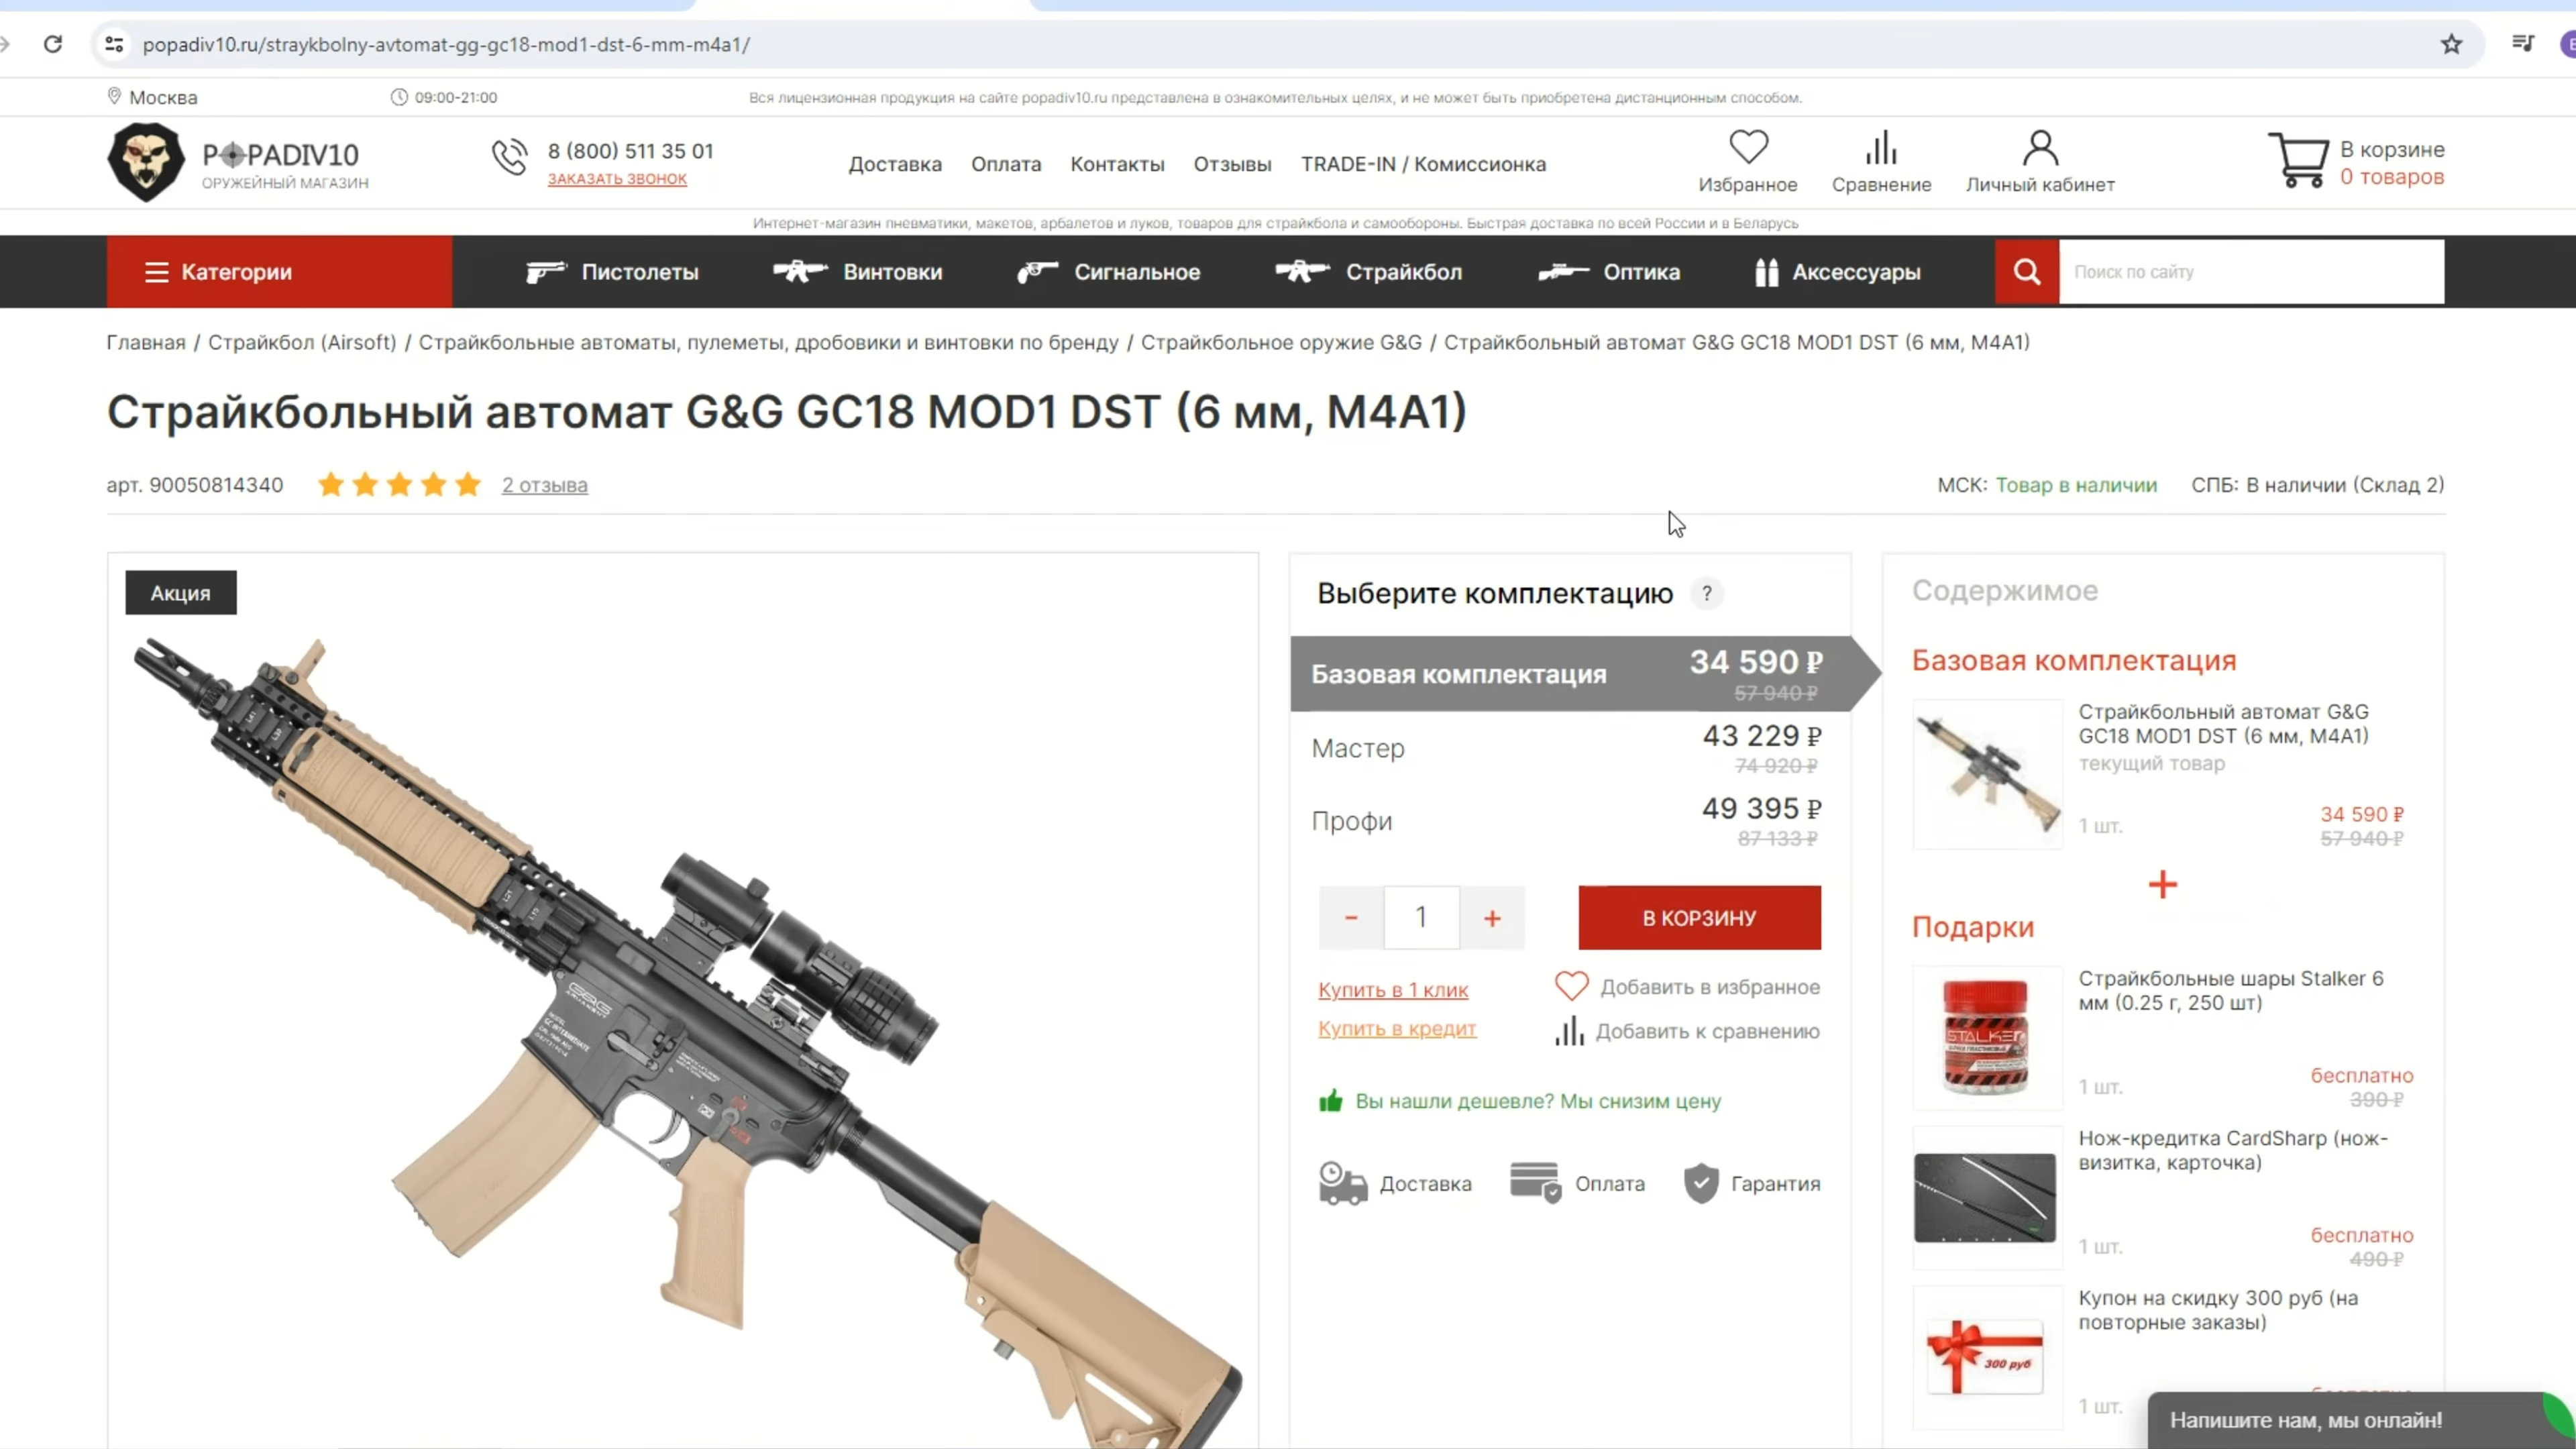 popadiv10.ru/straykbolny-avtomat-gg-gc18-mod1-dst-6-mm-m4a1/
Москва
09:00-21:00
Вся лицензионная продукция на сайте popadiv10.ru представлена в ознакомительных целях, и не может быть приобретена дистанционным способом.
POPADIV10
ОРУЖЕЙНЫЙ МАГАЗИН
8 (800) 511 35 01
ЗАКАЗАТЬ ЗВОНОК
Доставка Оплата Контакты Отзывы TRADE-IN / Комиссионка
Избранное Сравнение Личный кабинет
В корзине
0 товаров
Интернет-магазин пневматики, макетов, арбалетов и луков, товаров для страйкбола и самообороны. Быстрая доставка по всей России и в Беларусь
Категории Пистолеты Винтовки Сигнальное Страйкбол Оптика Аксессуары Поиск по сайту
Главная / Страйкбол (Airsoft) / Страйкбольные автоматы, пулеметы, дробовики и винтовки по бренду / Страйкбольное оружие G&G / Страйкбольный автомат G&G GC18 MOD1 DST (6 мм, M4A1)
Страйкбольный автомат G&G GC18 MOD1 DST (6 мм, M4A1)
арт. 90050814340 2 отзыва МСК: Товар в наличии СПБ: В наличии (Склад 2)
Акция
Выберите комплектацию ?
Базовая комплектация 34 590 ₽
57 940 ₽
Мастер 43 229 ₽
74 920 ₽
Профи 49 395 ₽
87 133 ₽
- 1 + В КОРЗИНУ
Купить в 1 клик Добавить в избранное
Купить в кредит Добавить к сравнению
Вы нашли дешевле? Мы снизим цену
Доставка Оплата Гарантия
Содержимое
Базовая комплектация
Страйкбольный автомат G&G
GC18 MOD1 DST (6 мм, M4A1)
текущий товар
1 шт. 34 590 ₽
57 940 ₽
+
Подарки
Страйкбольные шары Stalker 6
мм (0.25 г, 250 шт)
STALKER
1 шт. бесплатно
390 ₽
Нож-кредитка CardSharp (нож-
визитка, карточка)
1 шт. бесплатно
490 ₽
Купон на скидку 300 руб (на
повторные заказы)
300 руб
1 шт.
Напишите нам, мы онлайн!